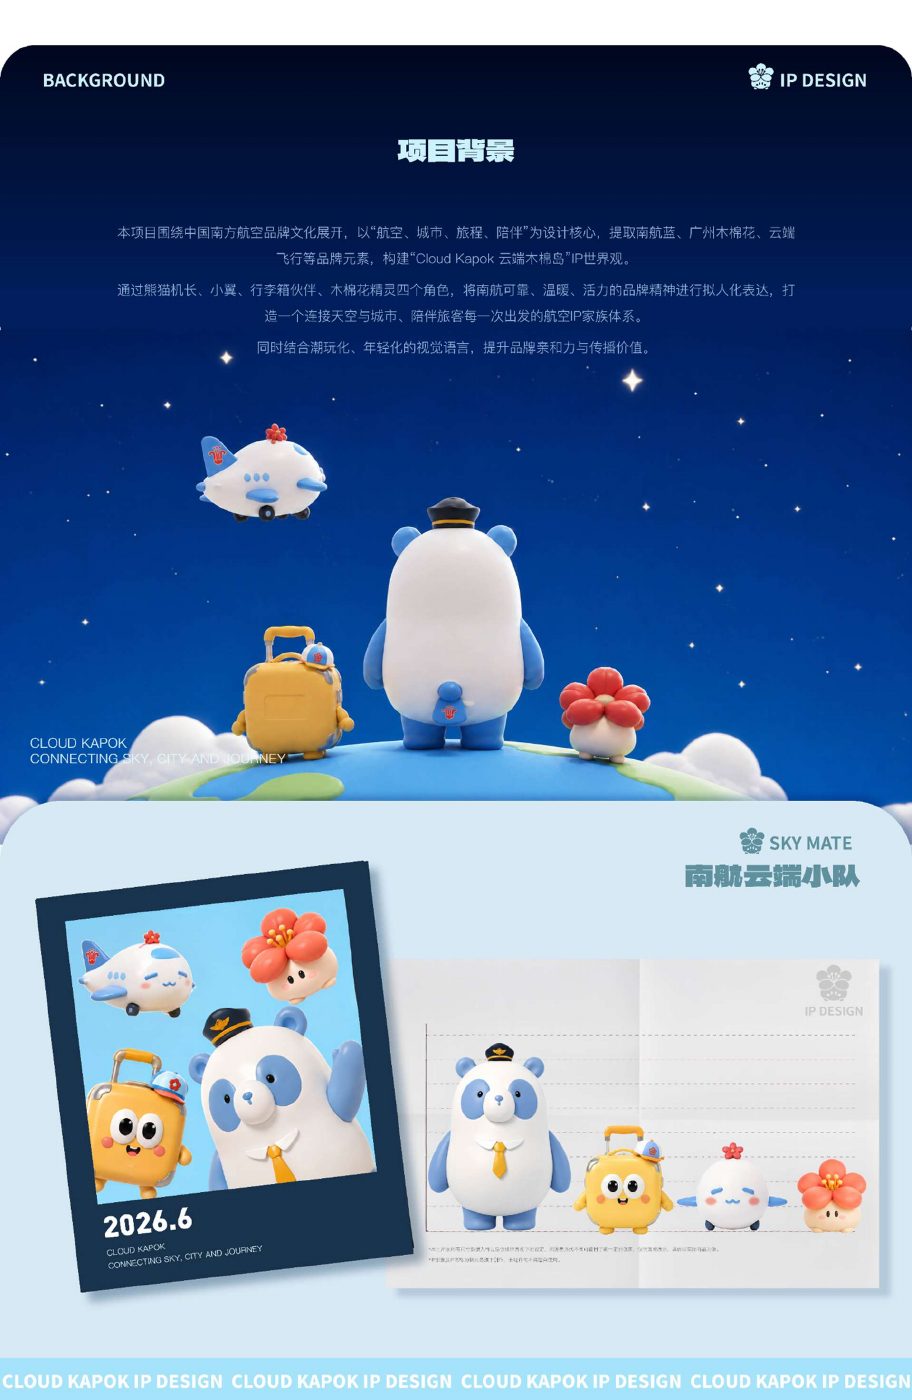 BACKGROUND
IP DESIGN
项目背景
本项目围绕中国南方航空品牌文化展开，以“航空、城市、旅程、陪伴”为设计核心，提取南航蓝、广州木棉花、云端
飞行等品牌元素，构建“Cloud Kapok 云端木棉岛”IP世界观。
通过熊猫机长、小翼、行李箱伙伴、木棉花精灵四个角色，将南航可靠、温暖、活力的品牌精神进行拟人化表达，打
造一个连接天空与城市、陪伴旅客每一次出发的航空IP家族体系。
同时结合潮玩化、年轻化的视觉语言，提升品牌亲和力与传播价值。
CLOUD KAPOK
CONNECTING SKY, CITY AND JOURNEY
SKY MATE
南航云端小队
IP DESIGN
2026.6
CLOUD KAPOK
CONNECTING SKY, CITY AND JOURNEY
CLOUD KAPOK IP DESIGN CLOUD KAPOK IP DESIGN CLOUD KAPOK IP DESIGN CLOUD KAPOK IP DESIGN